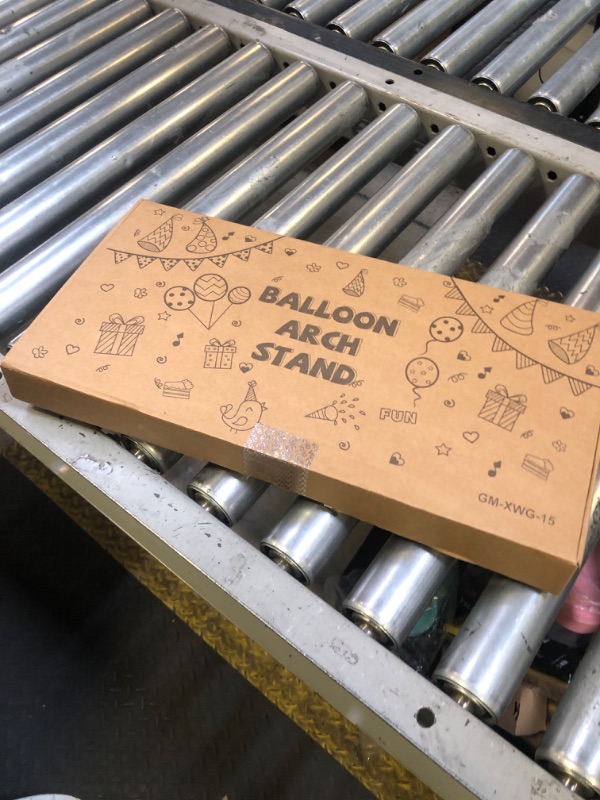 BALLOON
ARCH
STAND
FUN
GM-XWG-15